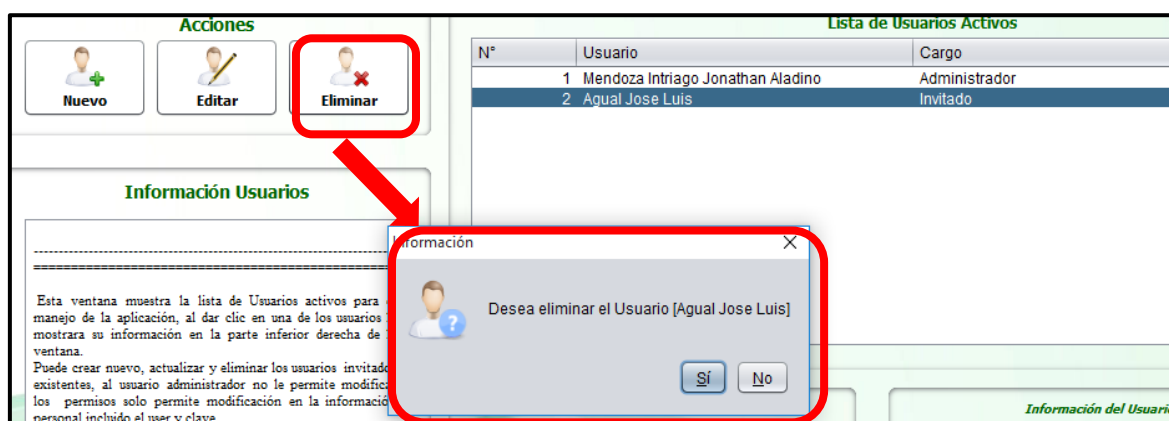 Acciones
Nuevo
Editar
Eliminar
Lista de Usuarios Activos
N° Usuario Cargo
1 Mendoza Intriago Jonathan Aladino Administrador
2 Agual Jose Luis Invitado
Información Usuarios
------------------------------------------------------------
============================================
Esta ventana muestra la lista de Usuarios activos para
manejo de la aplicación, al dar clic en una de los usuarios
mostrara su información en la parte inferior derecha de
ventana.
Puede crear nuevo, actualizar y eliminar los usuarios
existentes, al usuario administrador no le permite
los permisos solo permite modificación en la
personal incluido el user y clave
Información
Desea eliminar el Usuario [Agual Jose Luis]
Sí
No
Información del